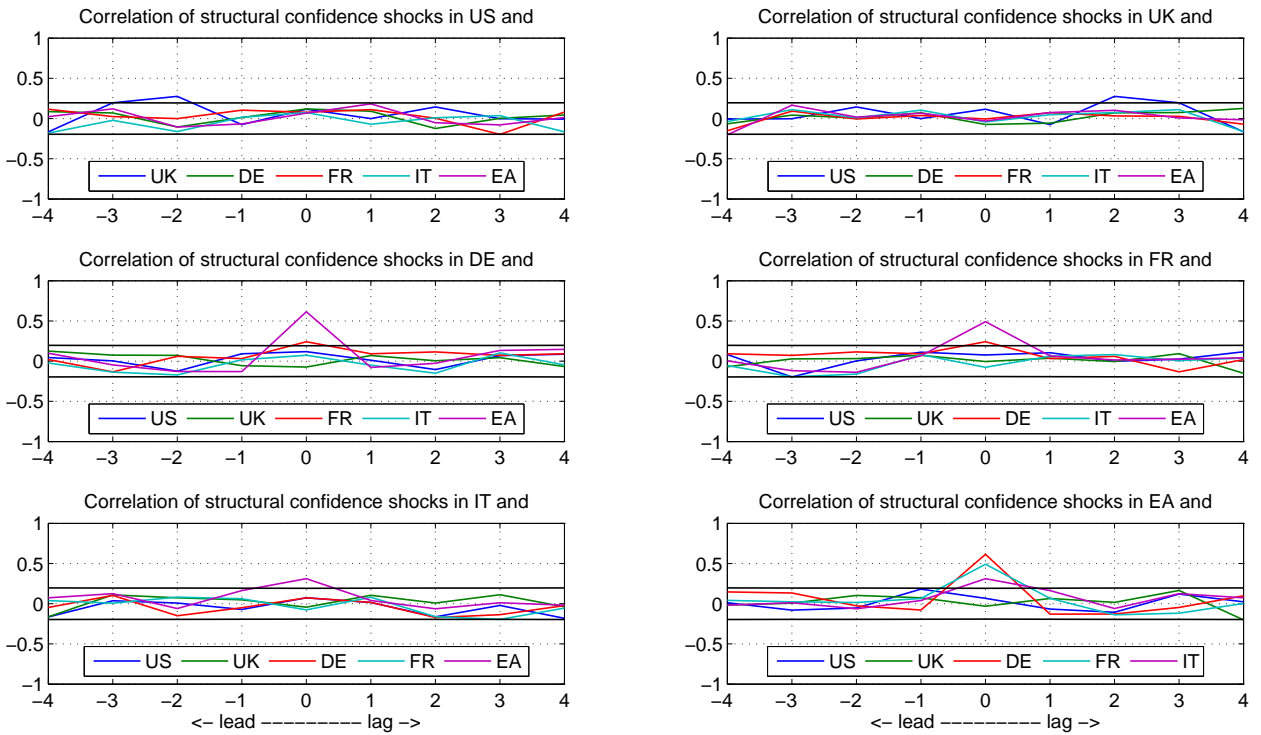 Correlation of structural confidence shocks in US and
1
0.5
0
−0.5
−1
UK DE FR IT EA
−4 −3 −2 −1 0 1 2 3 4
Correlation of structural confidence shocks in UK and
1
0.5
0
−0.5
−1
US DE FR IT EA
−4 −3 −2 −1 0 1 2 3 4
Correlation of structural confidence shocks in DE and
1
0.5
0
−0.5
−1
US UK FR IT EA
−4 −3 −2 −1 0 1 2 3 4
Correlation of structural confidence shocks in FR and
1
0.5
0
−0.5
−1
US UK DE IT EA
−4 −3 −2 −1 0 1 2 3 4
Correlation of structural confidence shocks in IT and
1
0.5
0
−0.5
−1
US UK DE FR EA
−4 −3 −2 −1 0 1 2 3 4
<− lead −−−−−−−−− lag −>
Correlation of structural confidence shocks in EA and
1
0.5
0
−0.5
−1
US UK DE FR IT
−4 −3 −2 −1 0 1 2 3 4
<− lead −−−−−−−−− lag −>